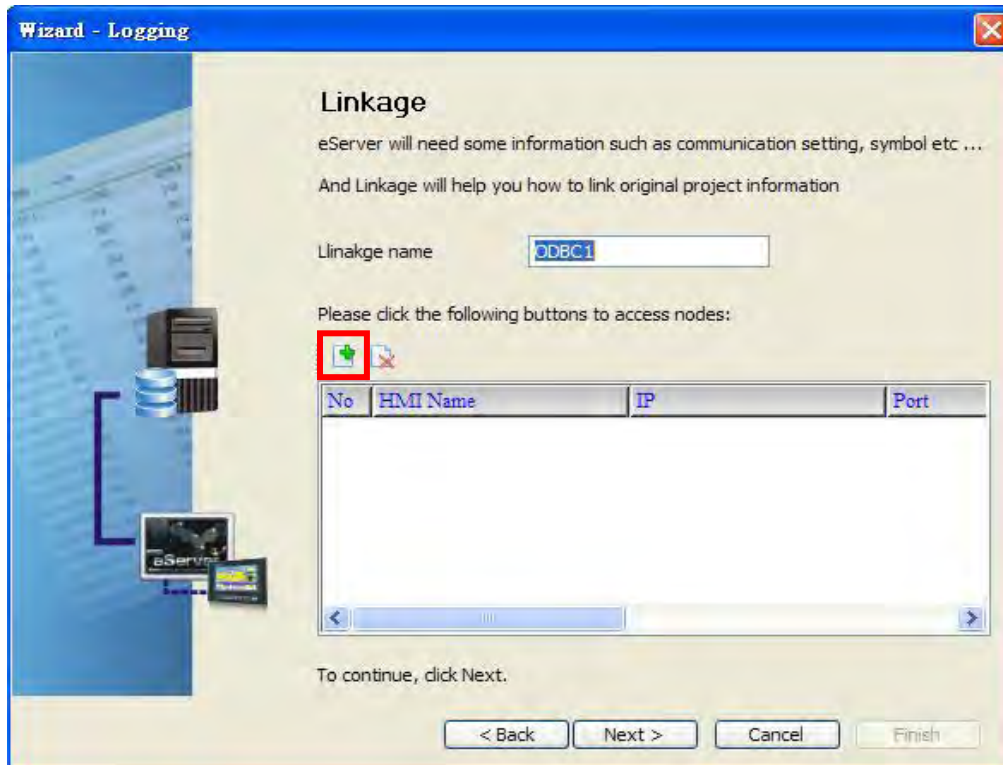 Wizard - Logging
Linkage
eServer will need some information such as communication setting, symbol etc ...
And Linkage will help you how to link original project information
Llinakge name
ODBC1
Please click the following buttons to access nodes:
No HMI Name IP Port
eServer
To continue, click Next.
< Back Next > Cancel Finish